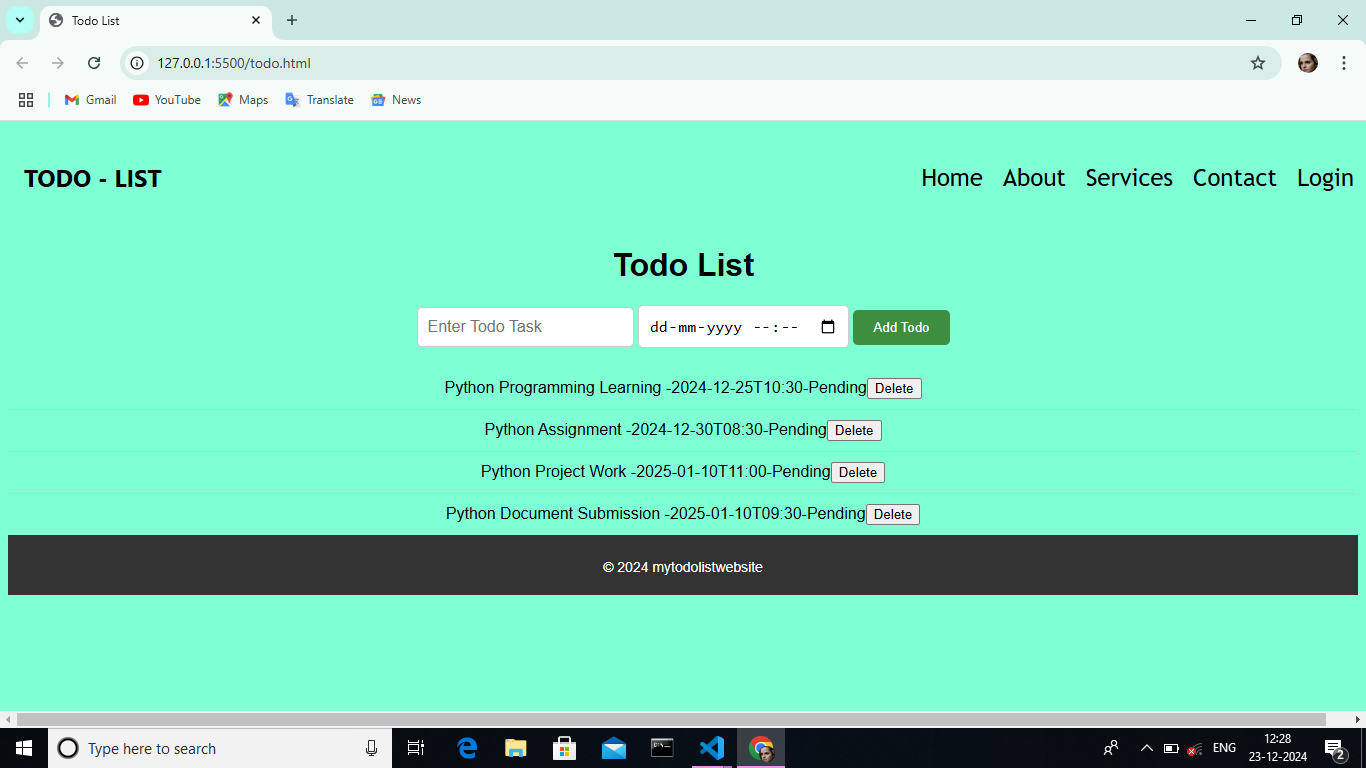 Todo List
127.0.0.1:5500/todo.html
Gmail YouTube Maps Translate News
TODO - LIST Home About Services Contact Login
Todo List
Enter Todo Task dd-mm-yyyy --:-- Add Todo
Python Programming Learning -2024-12-25T10:30-Pending Delete
Python Assignment -2024-12-30T08:30-Pending Delete
Python Project Work -2025-01-10T11:00-Pending Delete
Python Document Submission -2025-01-10T09:30-Pending Delete
© 2024 mytodolistwebsite
Type here to search ENG 12:28
23-12-2024 2